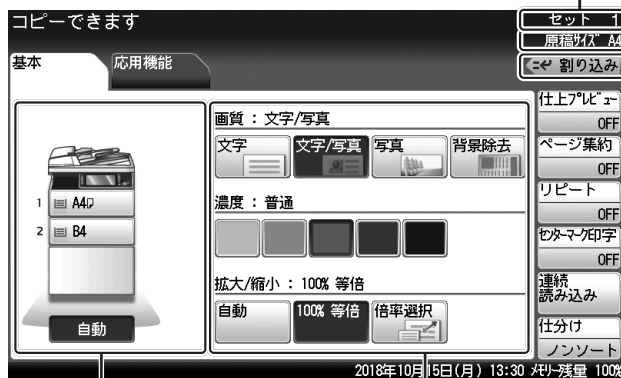 コピーできます
セット 1
原稿サイズ A4
割り込み
基本
応用機能
画質：文字/写真
文字
文字/写真
写真
背景除去
濃度：普通
拡大/縮小：100% 等倍
自動
100% 等倍
倍率選択
1 A4
2 B4
自動
仕上プレビュー
OFF
ページ集約
OFF
リピート
OFF
センターマーク印字
OFF
連続
読み込み
仕分け
ノンソート
2018年10月15日(月) 13:30 メモリー残量 100%